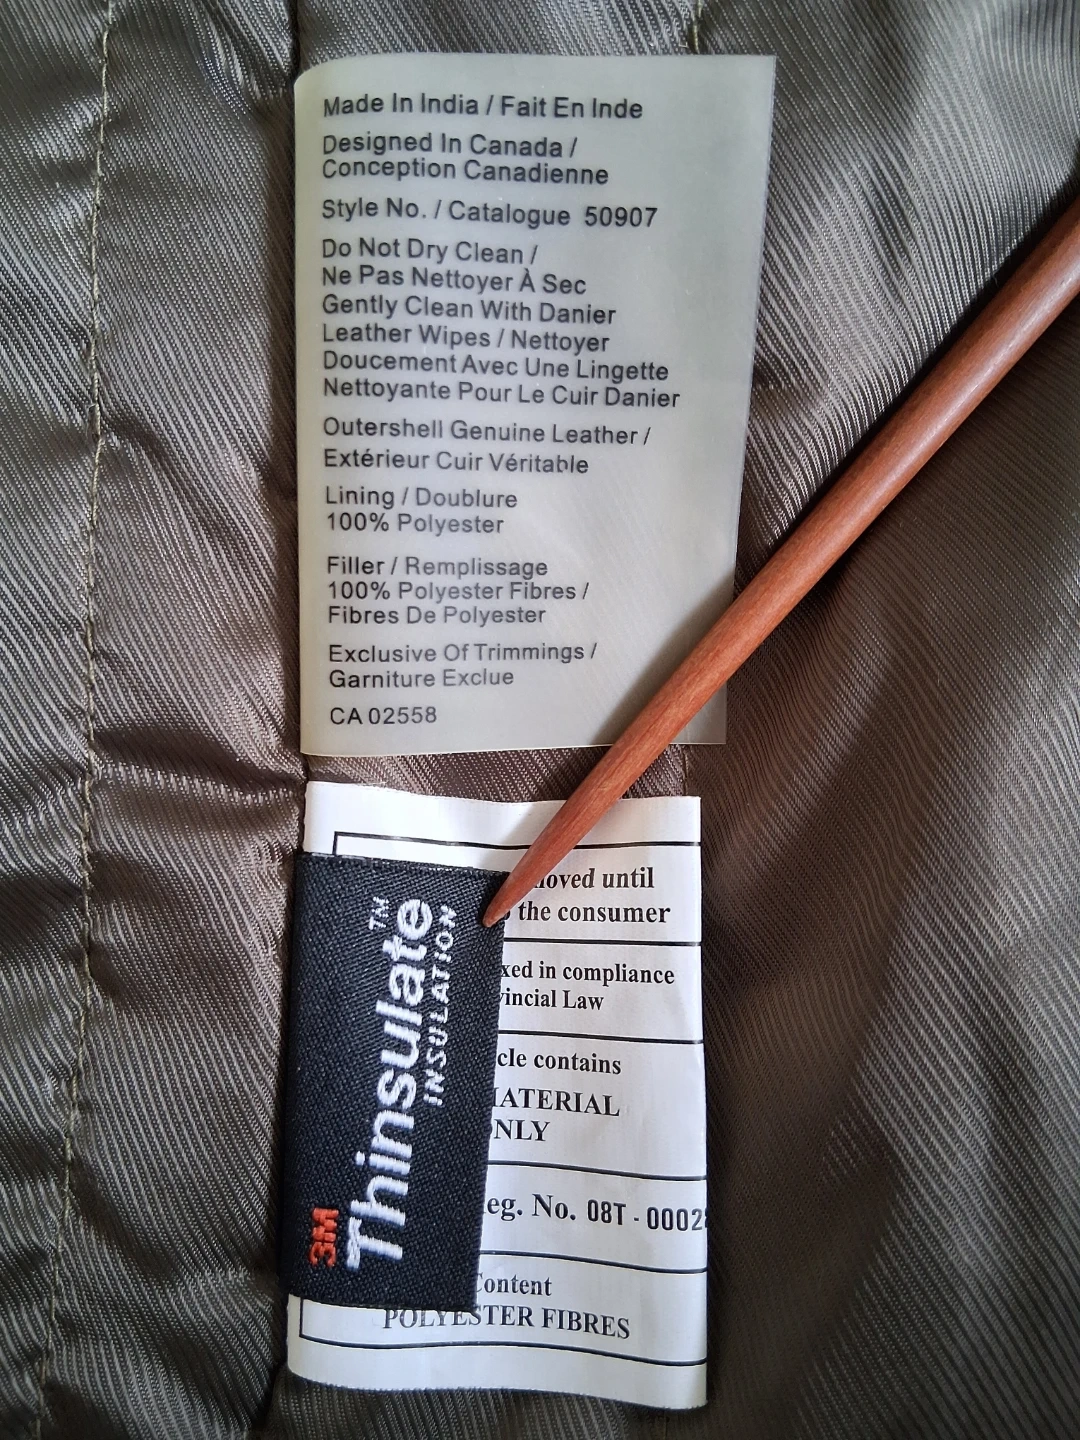 Made In India / Fait En Inde
Designed In Canada /
Conception Canadienne
Style No. / Catalogue 50907
Do Not Dry Clean /
Ne Pas Nettoyer À Sec
Gently Clean With Danier
Leather Wipes / Nettoyer
Doucement Avec Une Lingette
Nettoyante Pour Le Cuir Danier
Outershell Genuine Leather /
Extérieur Cuir Véritable
Lining / Doublure
100% Polyester
Filler / Remplissage
100% Polyester Fibres /
Fibres De Polyester
Exclusive Of Trimmings /
Garniture Exclue
CA 02558
until
the consumer
in compliance
Law
contains
No. 08T - 0002
Content
POLYESTER FIBRES
3M
Thinsulate™
INSULATION